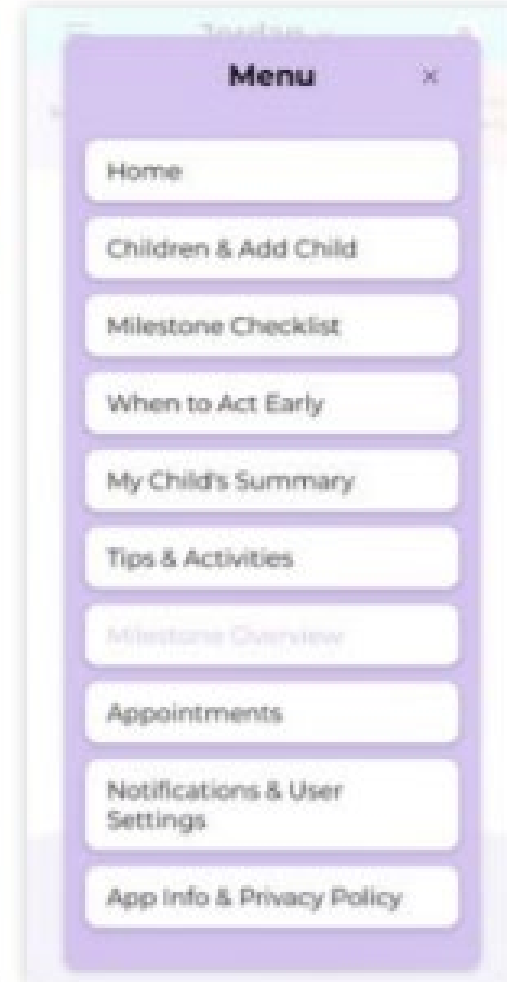 Jordan
Menu ×
Home
Children & Add Child
Milestone Checklist
When to Act Early
My Child's Summary
Tips & Activities
Milestone Overview
Appointments
Notifications & User
Settings
App Info & Privacy Policy